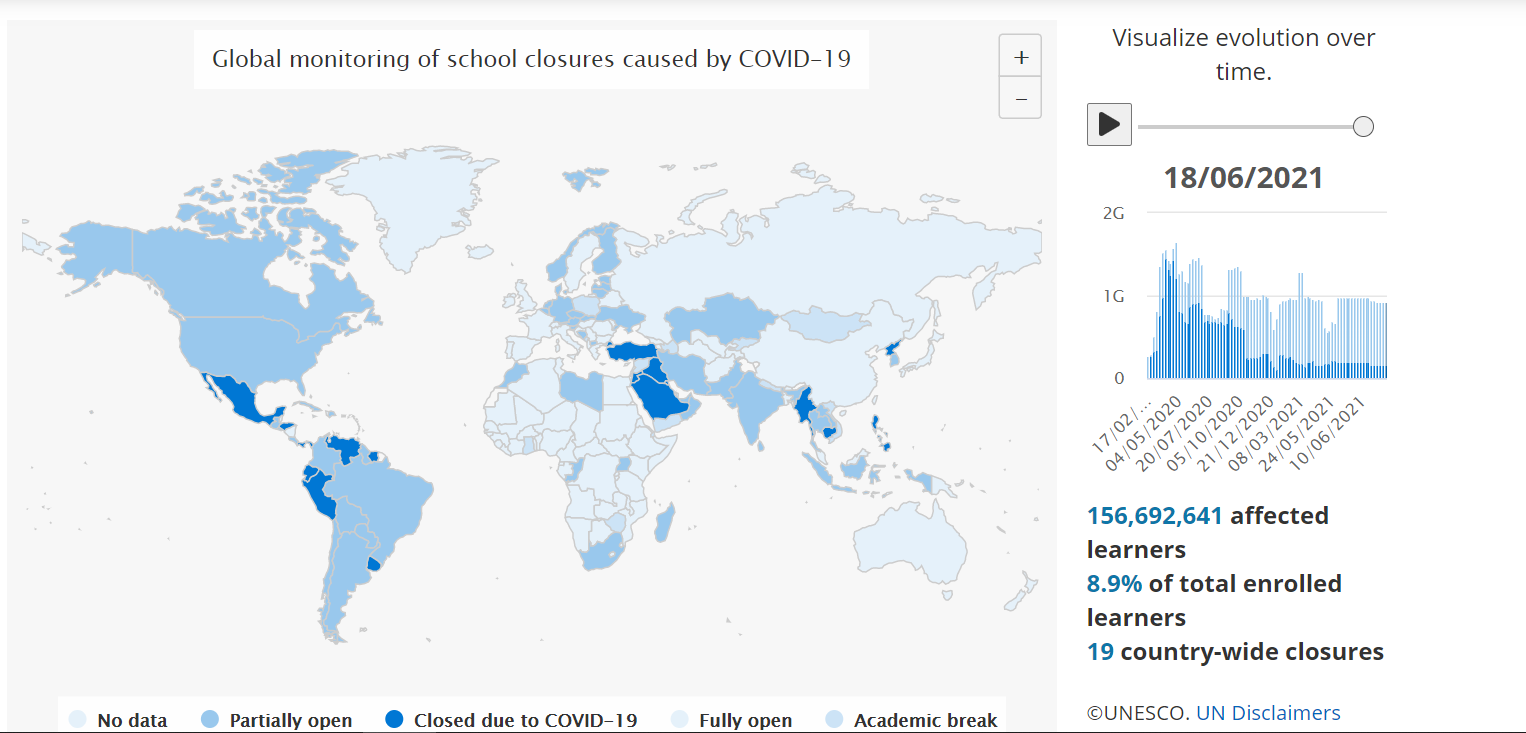 Global monitoring of school closures caused by COVID-19
+
−
No data
Partially open
Closed due to COVID-19
Fully open
Academic break
Visualize evolution over
time.
18/06/2021
2G
1G
0
17/02/...
04/05/2020
20/07/2020
05/10/2020
21/12/2020
08/03/2021
24/05/2021
10/06/2021
156,692,641 affected
learners
8.9% of total enrolled
learners
19 country-wide closures
©UNESCO. UN Disclaimers